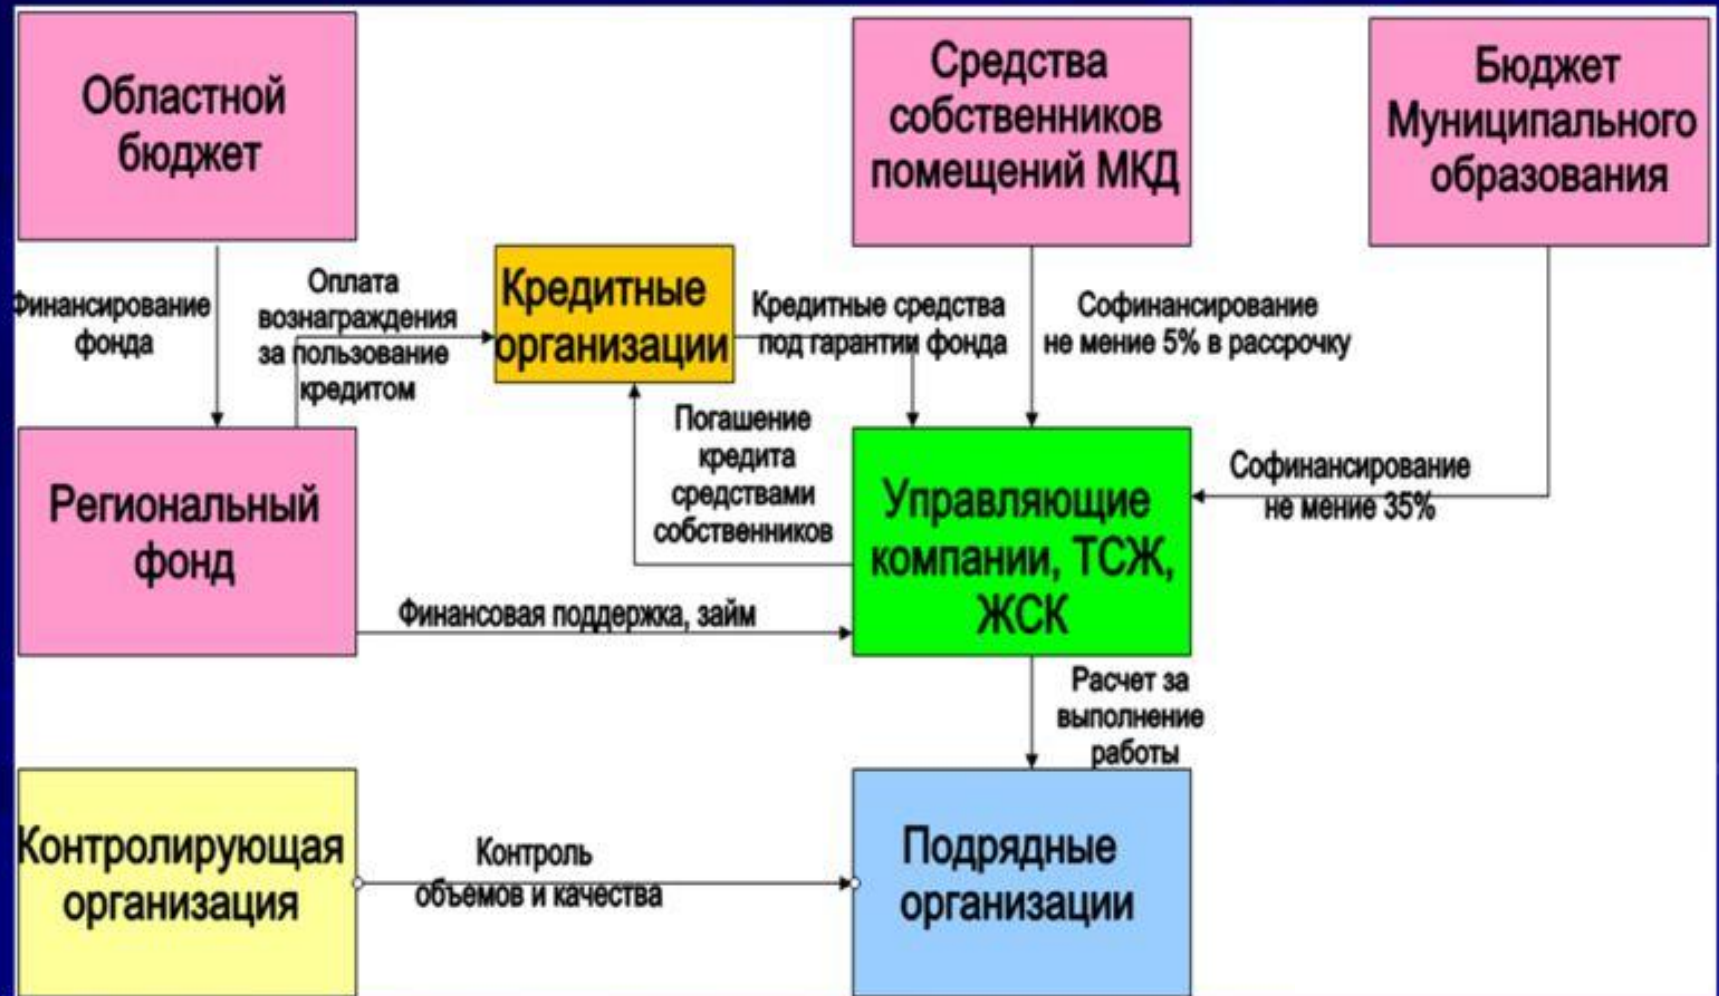 Областной
бюджет
Средства
собственников
помещений МКД
Бюджет
Муниципального
образования
Финансирование
фонда
Оплата
вознаграждения
за пользование
кредитом
Кредитные
организации
Кредитные средства
под гарантии фонда
Софинансирование
не мение 5% в рассрочку
Погашение
кредита
средствами
собственников
Софинансирование
не мение 35%
Региональный
фонд
Управляющие
компании, ТСЖ,
ЖСК
Финансовая поддержка, займ
Расчет за
выполнение
работы
Контролирующая
организация
Контроль
объемов и качества
Подрядные
организации